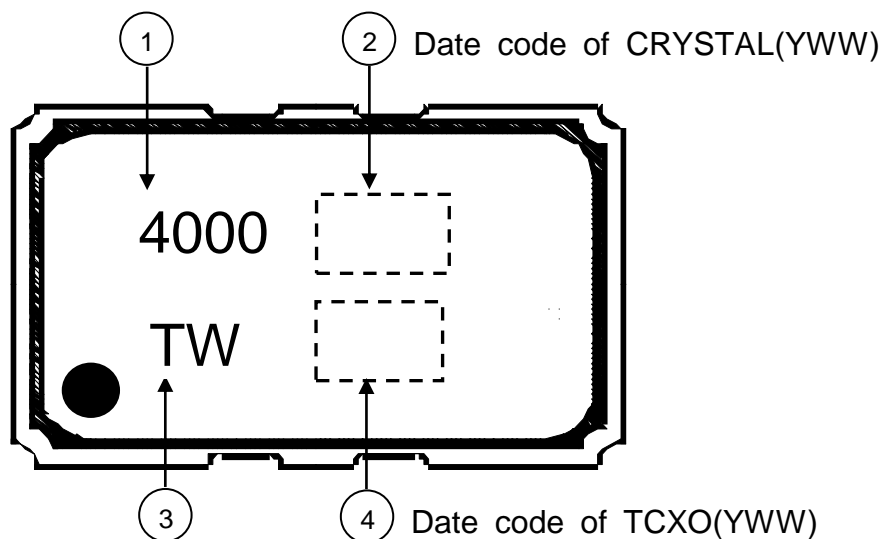 1
2 Date code of CRYSTAL(YWW)
4000
TW
3
4 Date code of TCXO(YWW)